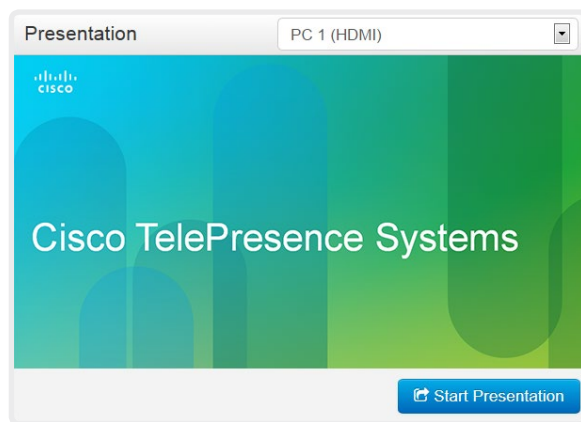 Presentation
PC 1 (HDMI)
CISCO
Cisco TelePresence Systems
Start Presentation